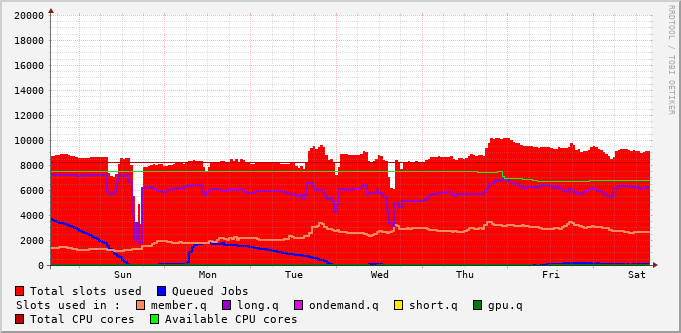 20000
18000
16000
14000
12000
10000
8000
6000
4000
2000
0
Sun Mon Tue Wed Thu Fri Sat
RRDTOOL / TOBI OETIKER
Total slots used Queued Jobs
Slots used in : member.q long.q ondemand.q short.q gpu.q
Total CPU cores Available CPU cores